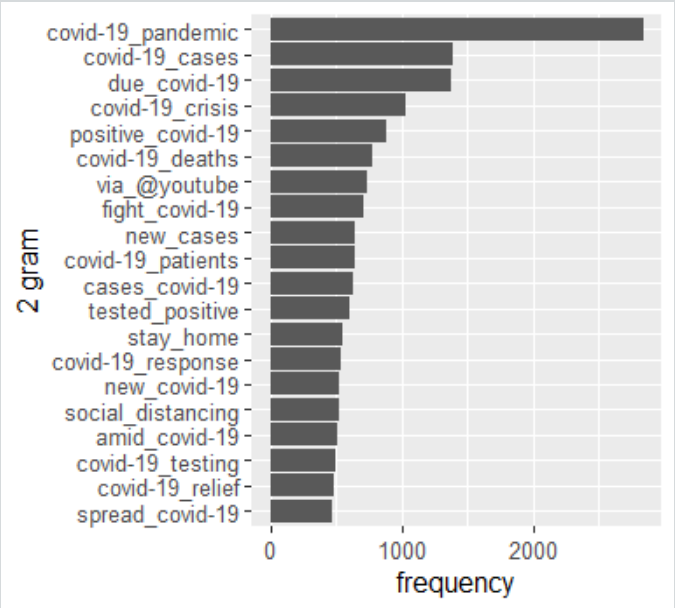 covid-19_pandemic
covid-19_cases
due_covid-19
covid-19_crisis
positive_covid-19
covid-19_deaths
via_@youtube
fight_covid-19
new_cases
covid-19_patients
cases_covid-19
tested_positive
stay_home
covid-19_response
new_covid-19
social_distancing
amid_covid-19
covid-19_testing
covid-19_relief
spread_covid-19
2 gram
0 1000 2000
frequency